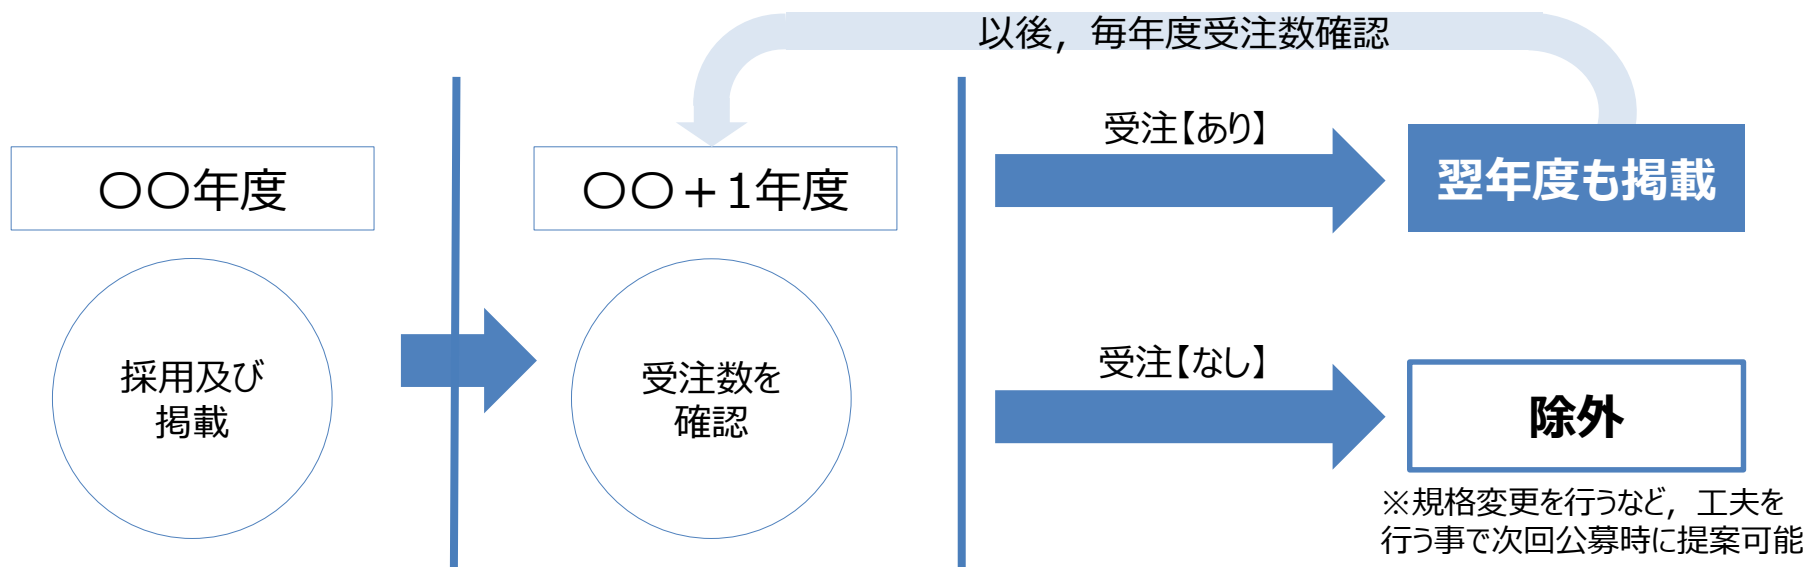 以後，毎年度受注数確認
〇〇年度
採用及び
掲載
〇〇＋1年度
受注数を
確認
受注【あり】
翌年度も掲載
受注【なし】
除外
※規格変更を行うなど，工夫を
行う事で次回公募時に提案可能